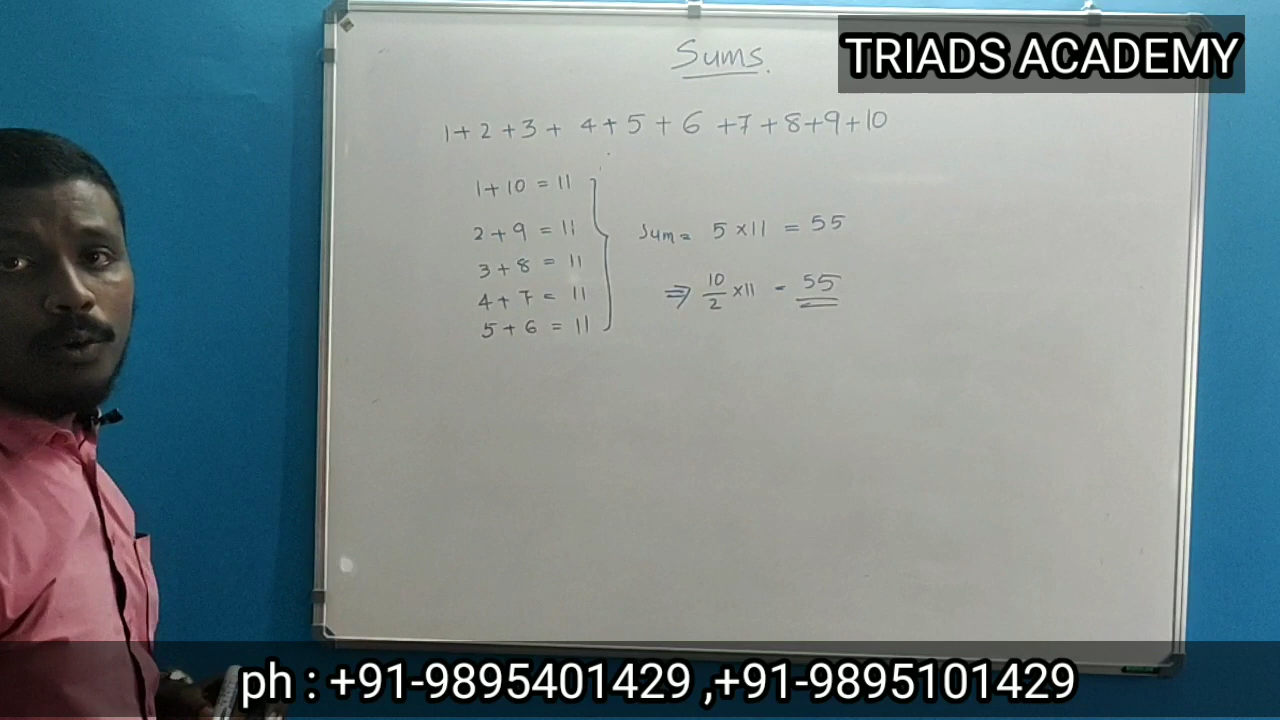 TRIADS ACADEMY
Sums.
1+2+3+ 4+5+6 +7+8+9+10
1+10 = 11
2+9 = 11
3+8 = 11
4+7 = 11
5+6 = 11
Sum = 5 ×11 = 55
⇒ 10/2 ×11 = 55
ph : +91-9895401429 ,+91-9895101429